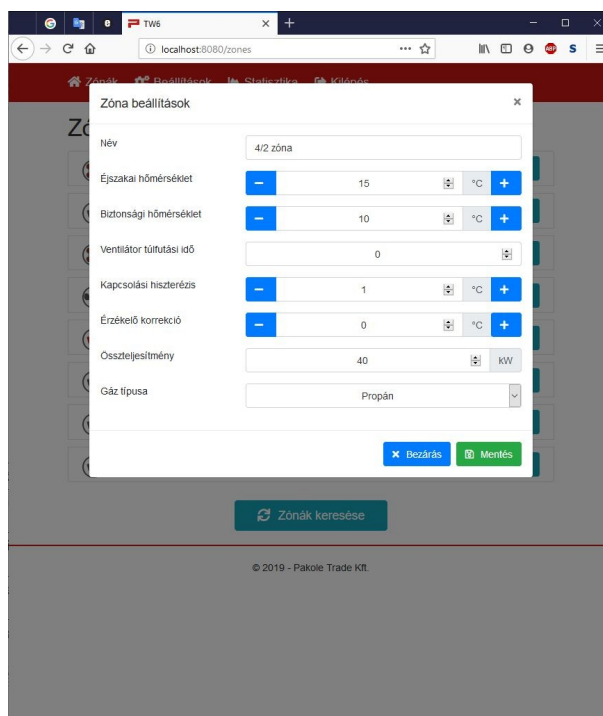 TW6
localhost:8080/zones
Zónák Beállítások Statisztika Kilépés
Zóna beállítások
Név
4/2 zóna
Éjszakai hőmérséklet
15
°C
Biztonsági hőmérséklet
10
°C
Ventilátor túlfutási idő
0
Kapcsolási hiszterézis
1
°C
Érzékelő korrekció
0
°C
Összteljesítmény
40
kW
Gáz típusa
Propán
Bezárás
Mentés
Zónák keresése
© 2019 - Pakole Trade Kft.